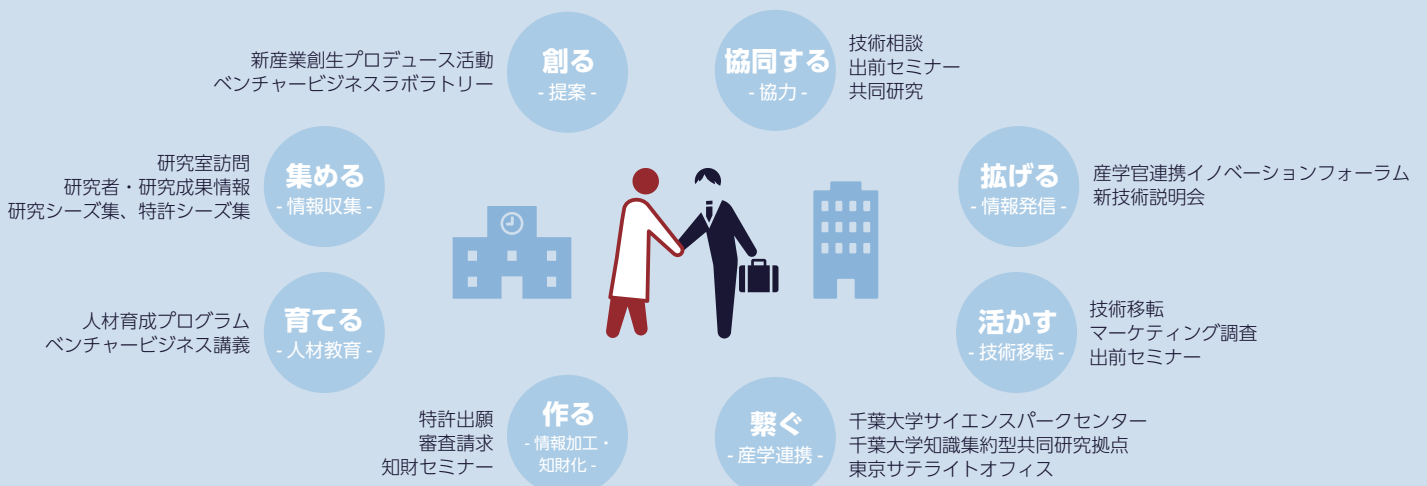 新産業創生プロデュース活動
ベンチャービジネスラボラトリー
創る
- 提案 -
協同する
- 協力 -
技術相談
出前セミナー
共同研究
研究室訪問
研究者・研究成果情報
研究シーズ集、特許シーズ集
集める
- 情報収集 -
拡げる
- 情報発信 -
産学官連携イノベーションフォーラム
新技術説明会
人材育成プログラム
ベンチャービジネス講義
育てる
- 人材教育 -
活かす
- 技術移転 -
技術移転
マーケティング調査
出前セミナー
特許出願
審査請求
知財セミナー
作る
- 情報加工・
知財化 -
繋ぐ
- 産学連携 -
千葉大学サイエンスパークセンター
千葉大学知識集約型共同研究拠点
東京サテライトオフィス